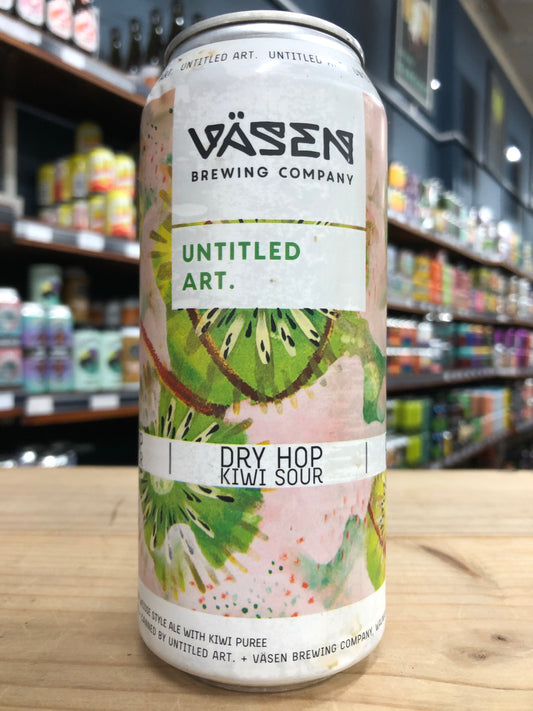 UNTITLED ART. UNTITLED
VÄSEN
BREWING COMPANY
UNTITLED
ART.
DRY HOP
KIWI SOUR
STYLE ALE WITH KIWI PUREE
CANNED BY UNTITLED ART. + VÄSEN BREWING COMPANY,